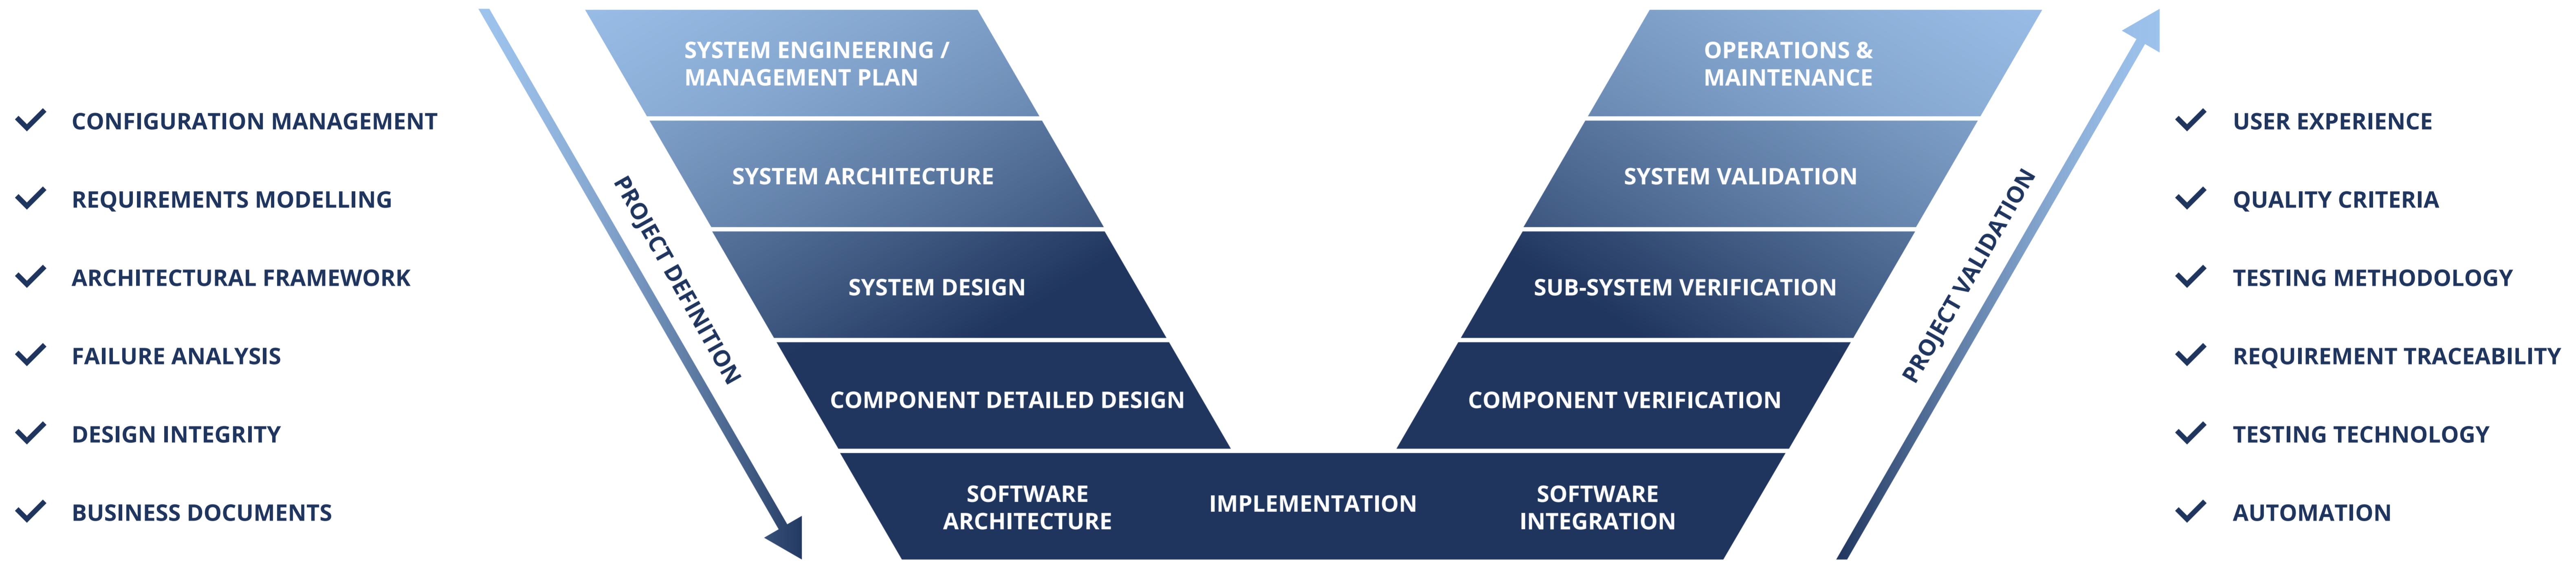 CONFIGURATION MANAGEMENT
REQUIREMENTS MODELLING
ARCHITECTURAL FRAMEWORK
FAILURE ANALYSIS
DESIGN INTEGRITY
BUSINESS DOCUMENTS
PROJECT DEFINITION
SYSTEM ENGINEERING /
MANAGEMENT PLAN
SYSTEM ARCHITECTURE
SYSTEM DESIGN
COMPONENT DETAILED DESIGN
SOFTWARE
ARCHITECTURE
IMPLEMENTATION
SOFTWARE
INTEGRATION
OPERATIONS &
MAINTENANCE
SYSTEM VALIDATION
SUB-SYSTEM VERIFICATION
COMPONENT VERIFICATION
PROJECT VALIDATION
USER EXPERIENCE
QUALITY CRITERIA
TESTING METHODOLOGY
REQUIREMENT TRACEABILITY
TESTING TECHNOLOGY
AUTOMATION